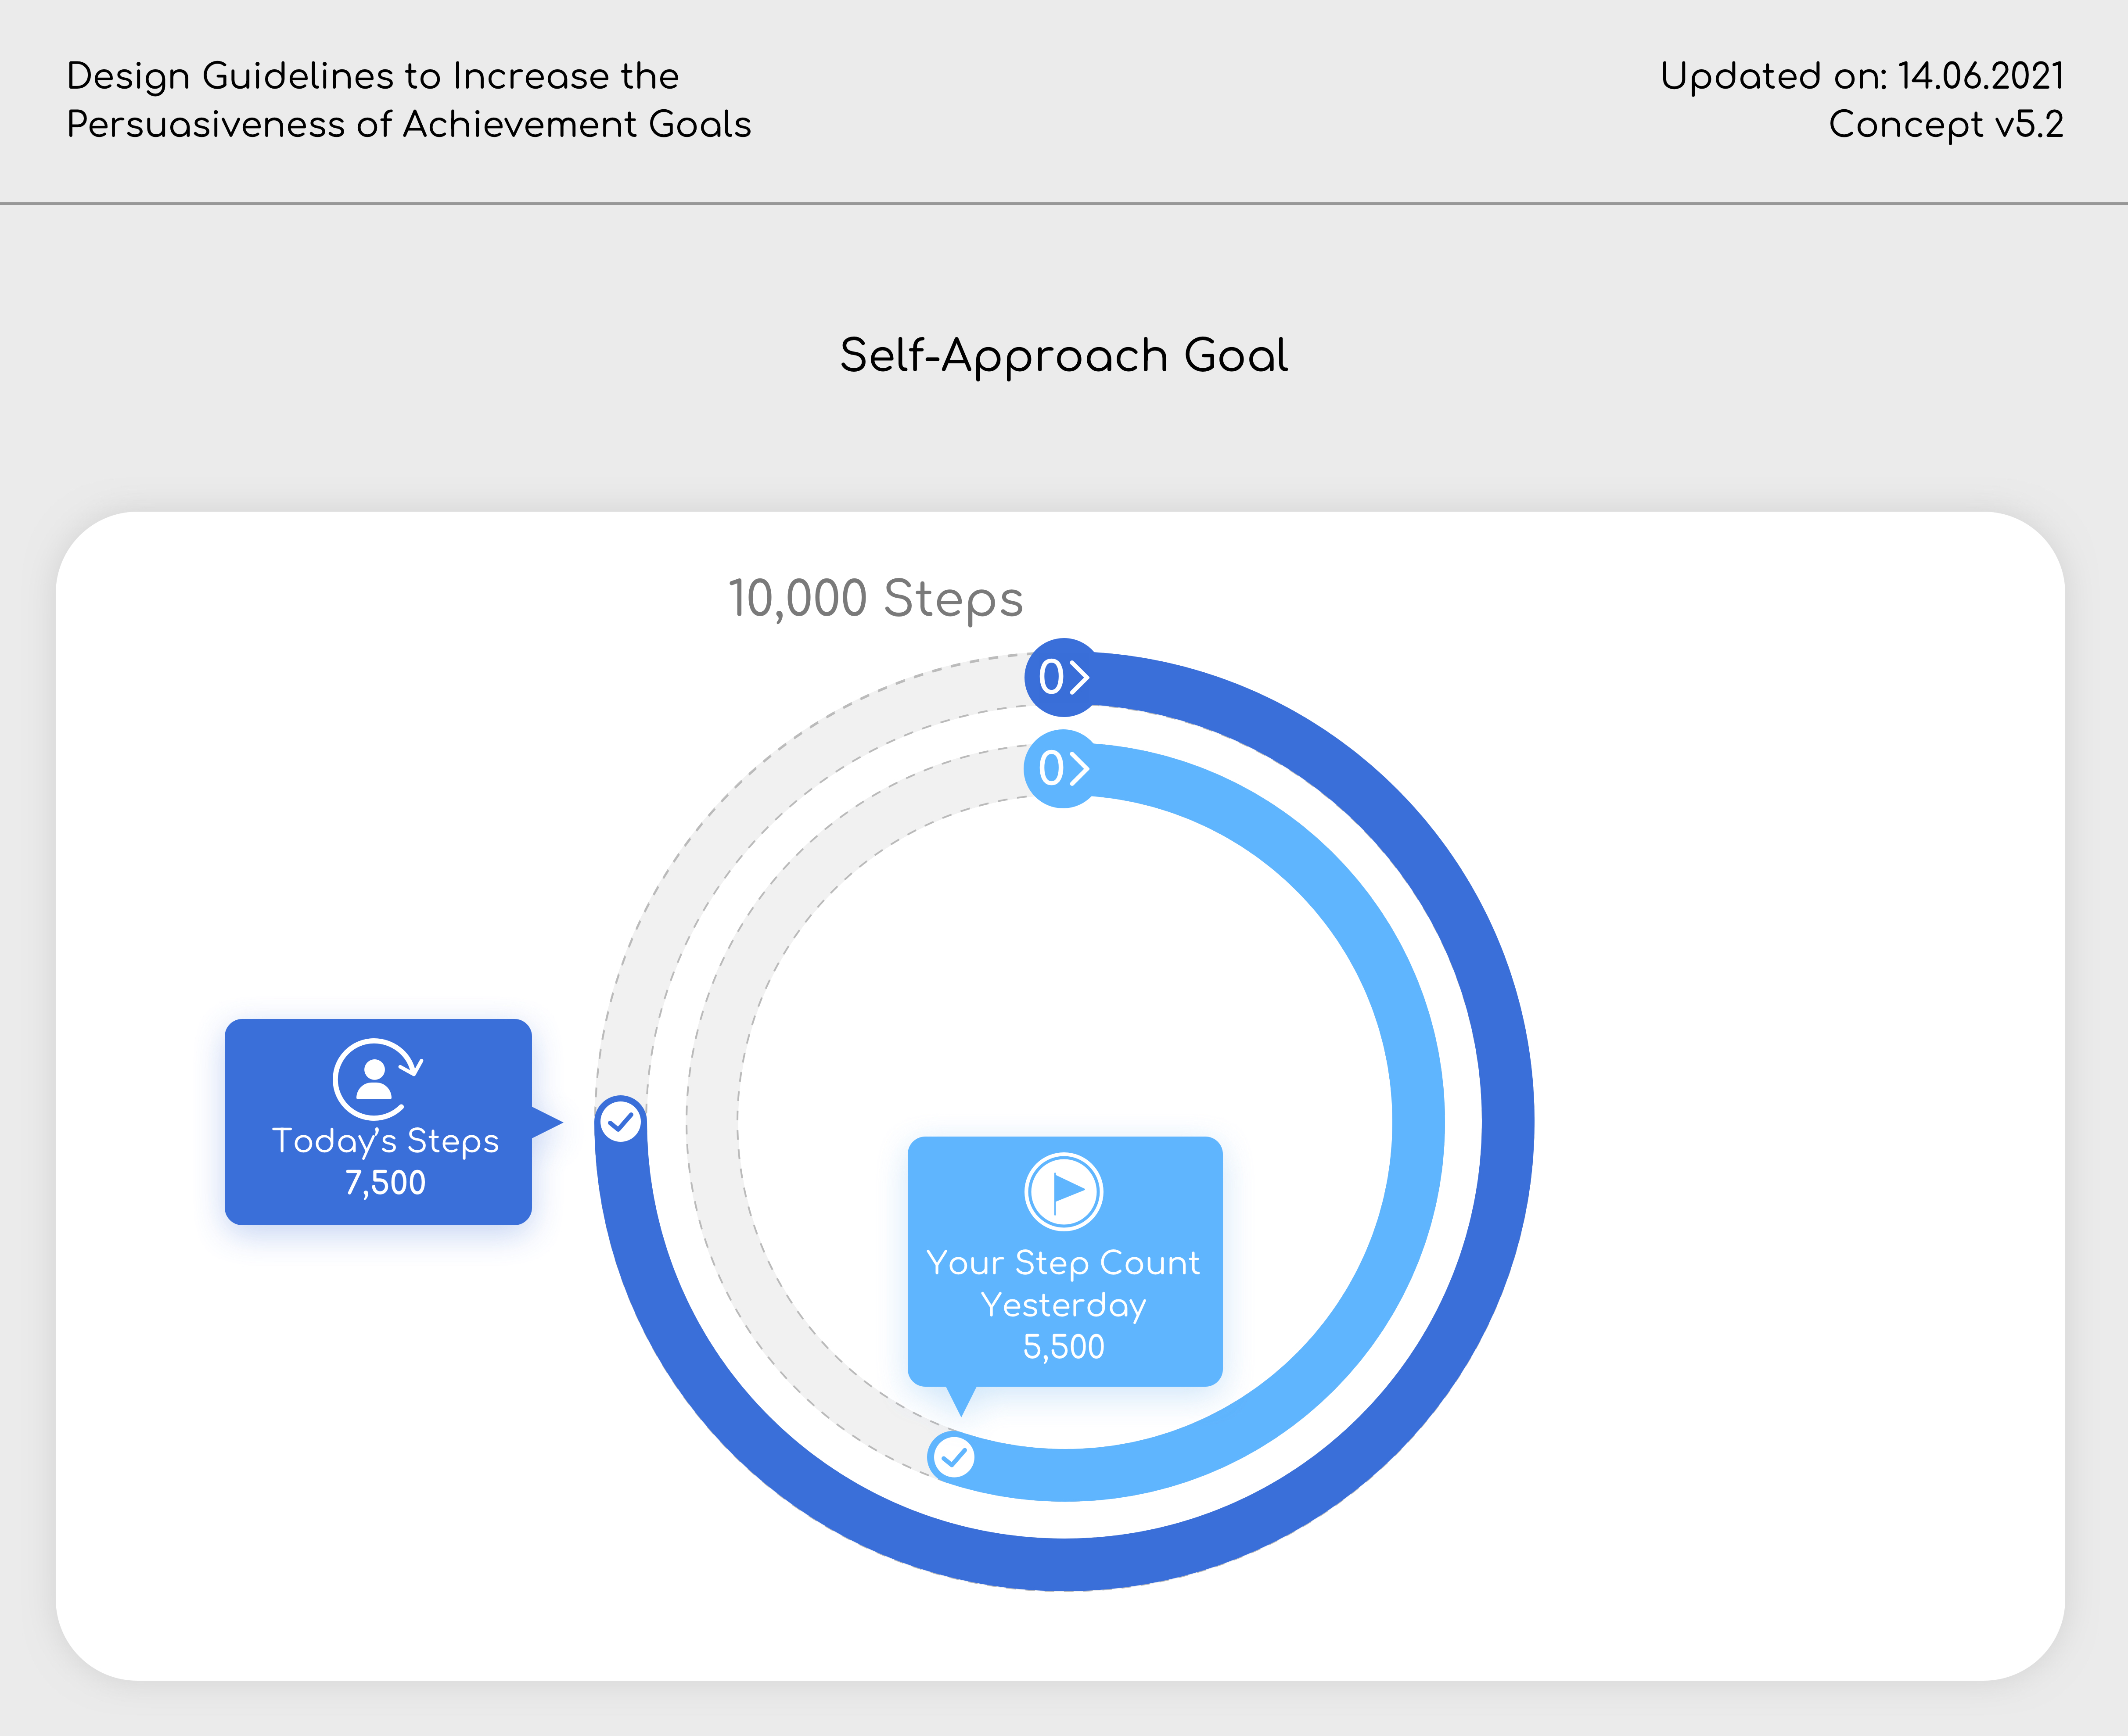 Design Guidelines to Increase the
Persuasiveness of Achievement Goals
Updated on: 14.06.2021
Concept v5.2
Self-Approach Goal
10,000 Steps
0
0
Today's Steps
7,500
Your Step Count
Yesterday
5,500